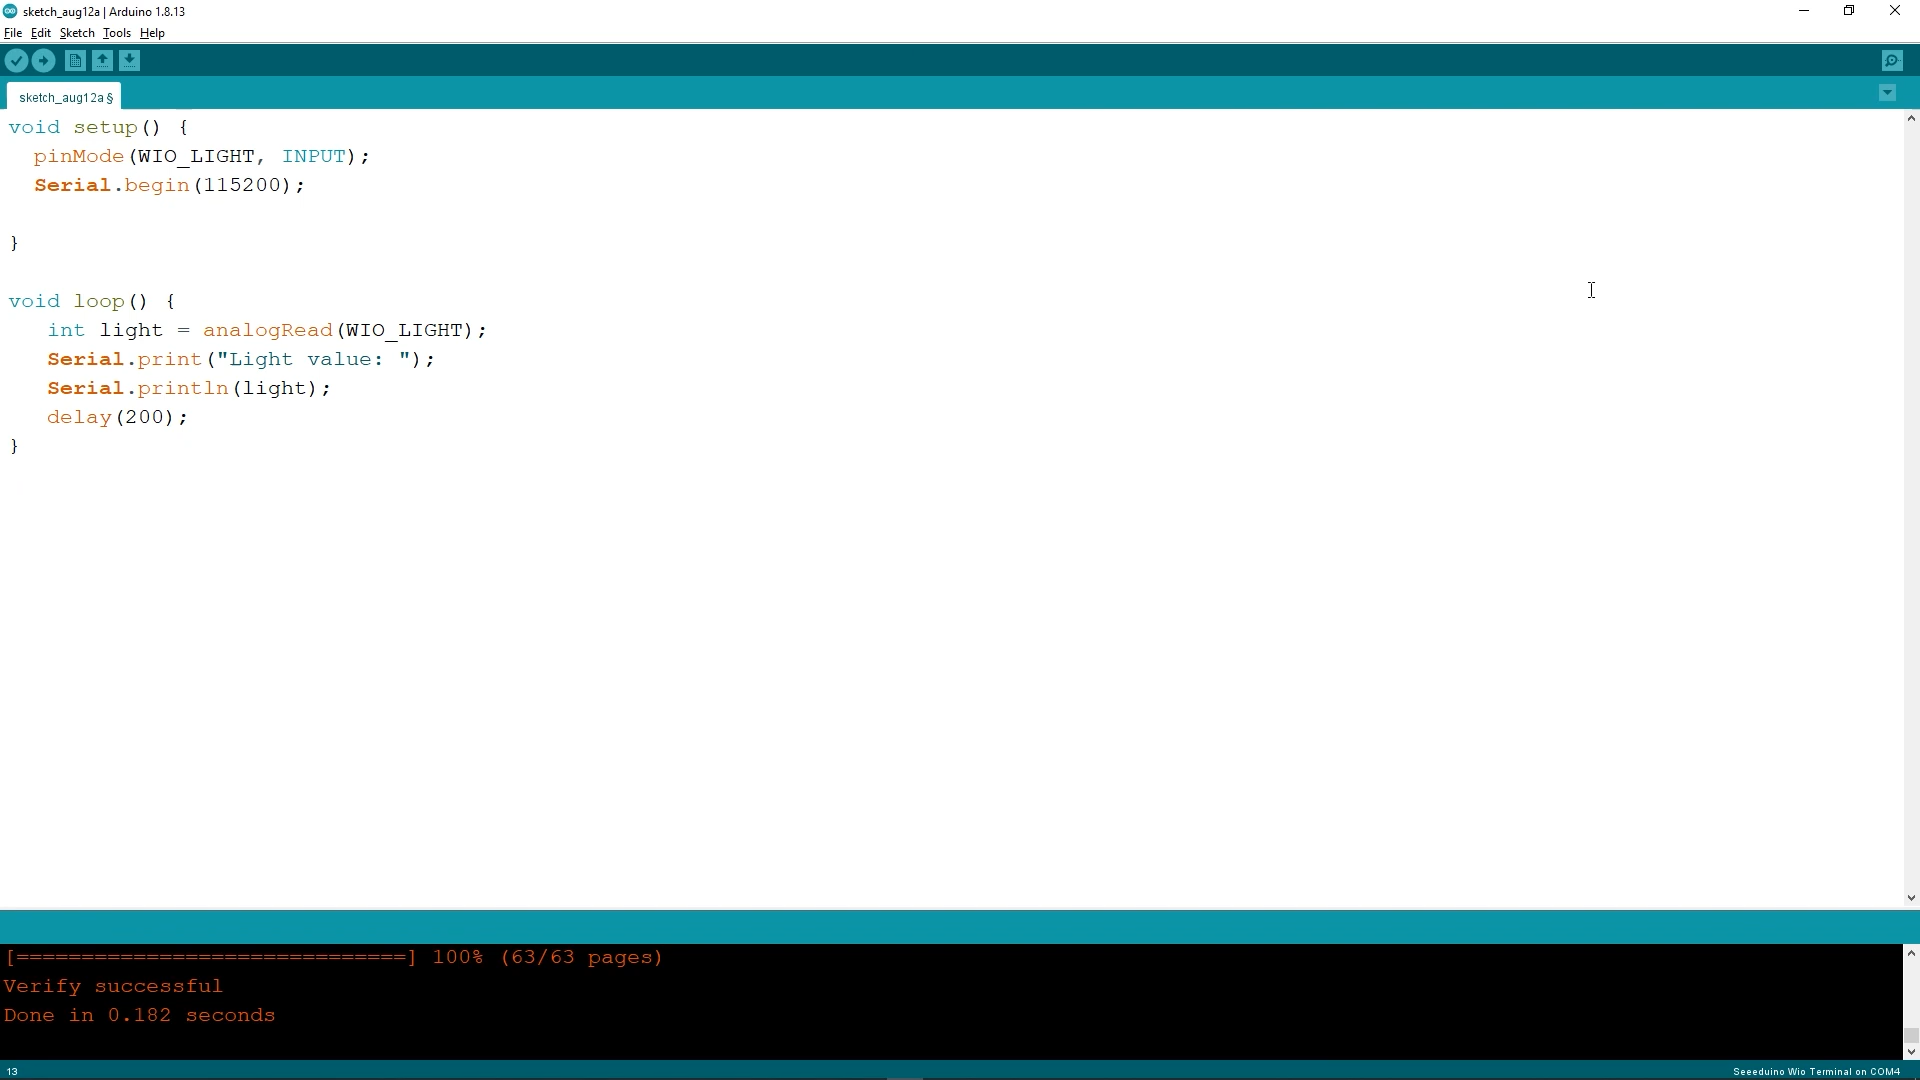 sketch_aug12a | Arduino 1.8.13
File Edit Sketch Tools Help
sketch_aug12a §
void setup() {
  pinMode(WIO_LIGHT, INPUT);
  Serial.begin(115200);
}
void loop() {
   int light = analogRead(WIO_LIGHT);
   Serial.print("Light value: ");
   Serial.println(light);
   delay(200);
}
[==============================] 100% (63/63 pages)
Verify successful
Done in 0.182 seconds
13 Seeeduino Wio Terminal on COM4